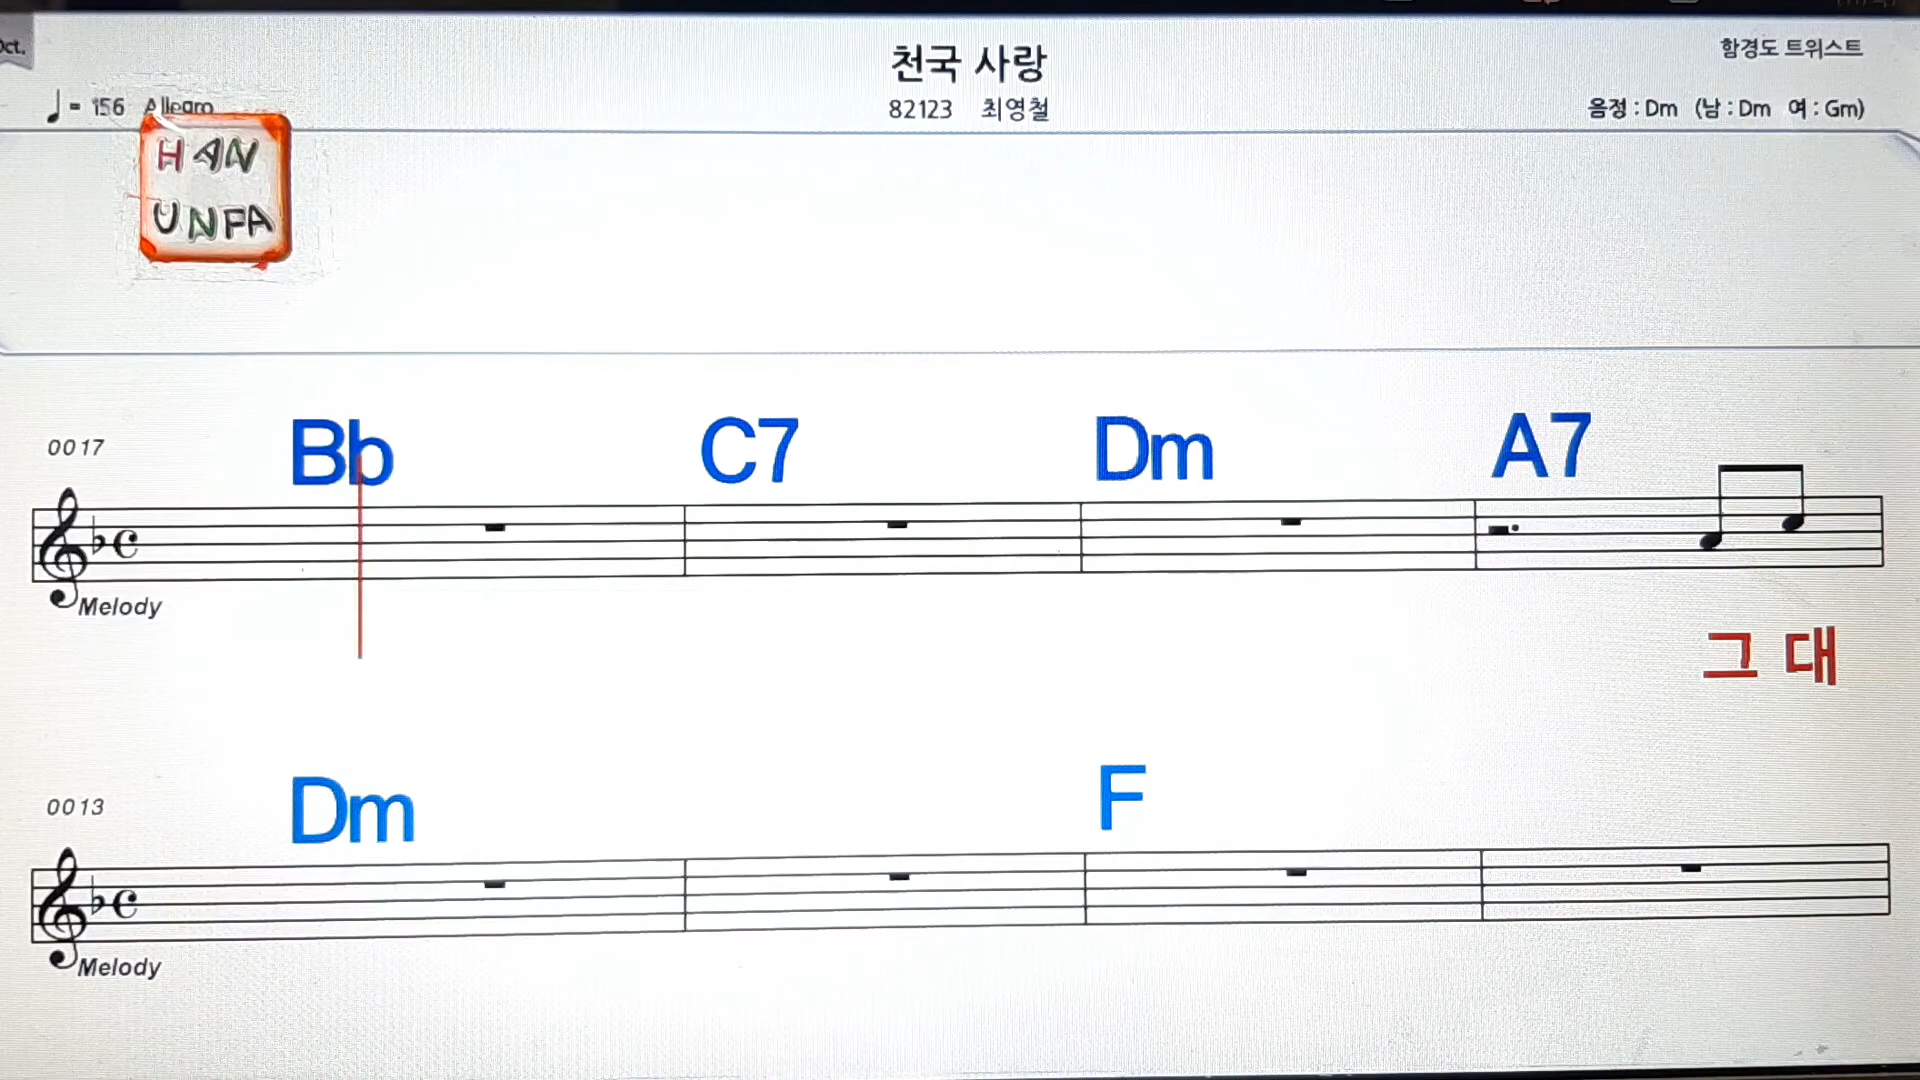 Oct.
천국 사랑
함경도 트위스트
♩ = 156 Allegro
82123 최영철
음정 : Dm (남 : Dm 여 : Gm)
HAN
UNFA
0017
Bb C7 Dm A7
Melody
그 대
0013
Dm F
Melody